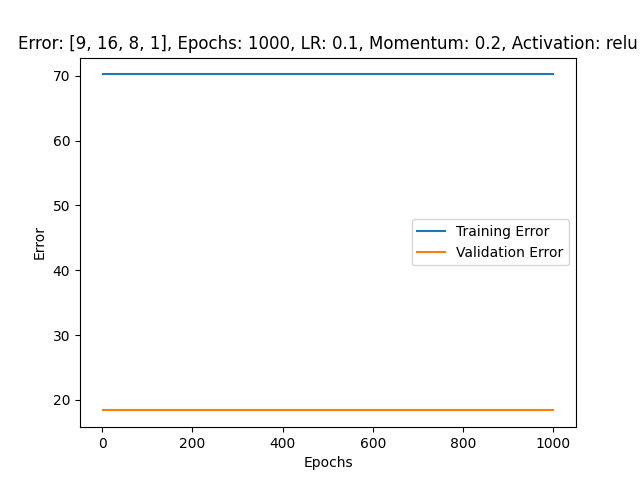 Error: [9, 16, 8, 1], Epochs: 1000, LR: 0.1, Momentum: 0.2, Activation: relu
70
60
50
40
30
20
Error
Training Error
Validation Error
0 200 400 600 800 1000
Epochs